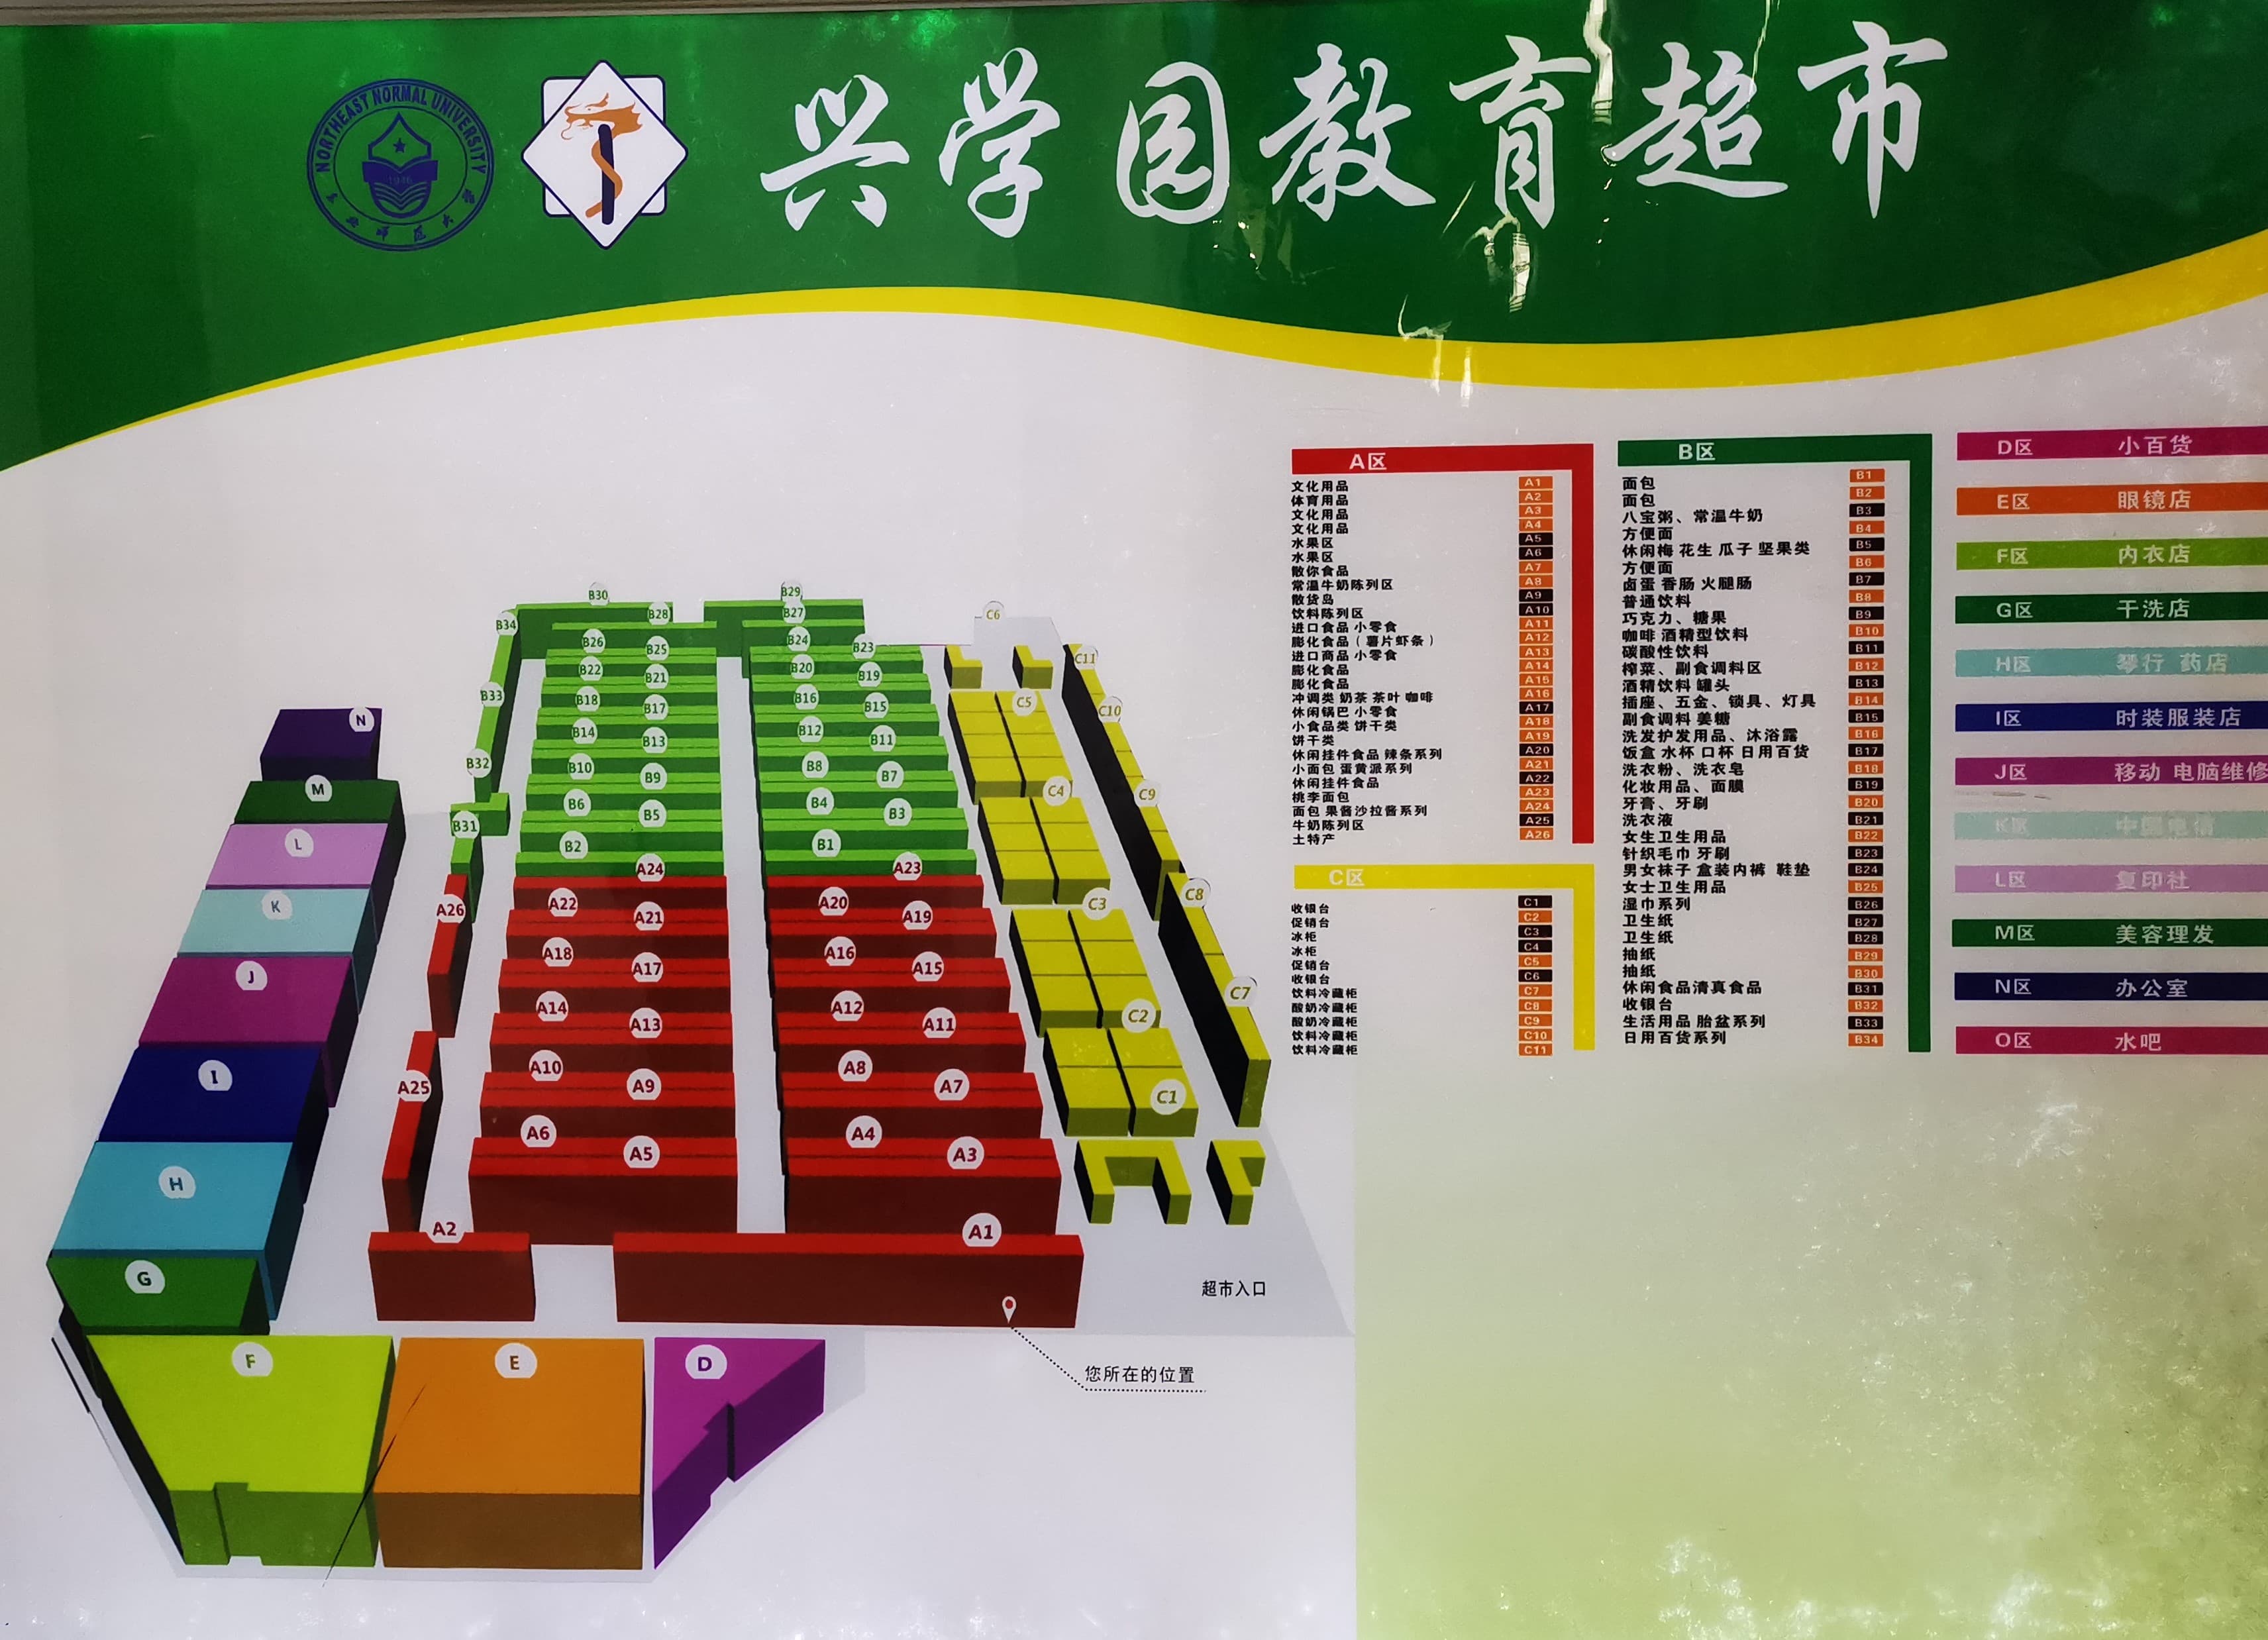 NORTHEAST NORMAL UNIVERSITY
1946
兴学园教育超市
A区
文化用品 A1
体育用品 A2
文化用品 A3
文化用品 A4
水果区 A5
水果区 A6
散你食品 A7
常温牛奶陈列区 A8
散货岛 A9
饮料陈列区 A10
进口食品 小零食 A11
膨化食品（薯片虾条） A12
进口商品 小零食 A13
膨化食品 A14
膨化食品 A15
冲调类 奶茶 茶叶 咖啡 A16
休闲锅巴 小零食 A17
小食品类 饼干类 A18
饼干类 A19
休闲挂件食品 辣条系列 A20
小面包 蛋黄派系列 A21
休闲挂件食品 A22
桃李面包 A23
面包 果酱沙拉酱系列 A24
牛奶陈列区 A25
土特产 A26
C区
收银台 C1
促销台 C2
冰柜 C3
冰柜 C4
促销台 C5
收银台 C6
饮料冷藏柜 C7
酸奶冷藏柜 C8
酸奶冷藏柜 C9
饮料冷藏柜 C10
饮料冷藏柜 C11
B区
面包 B1
面包 B2
八宝粥、常温牛奶 B3
方便面 B4
休闲梅 花生 瓜子 坚果类 B5
方便面 B6
卤蛋 香肠 火腿肠 B7
普通饮料 B8
巧克力、糖果 B9
咖啡 酒精型饮料 B10
碳酸性饮料 B11
榨菜、副食调料区 B12
酒精饮料 罐头 B13
插座、五金、锁具、灯具 B14
副食调料 姜糖 B15
洗发护发用品、沐浴露 B16
饭盒 水杯 口杯 日用百货 B17
洗衣粉、洗衣皂 B18
化妆用品、面膜 B19
牙膏、牙刷 B20
洗衣液 B21
女生卫生用品 B22
针织毛巾 牙刷 B23
男女袜子 盒装内裤 鞋垫 B24
女士卫生用品 B25
湿巾系列 B26
卫生纸 B27
卫生纸 B28
抽纸 B29
抽纸 B30
休闲食品清真食品 B31
收银台 B32
生活用品 胎盆系列 B33
日用百货系列 B34
D区 小百货
E区 眼镜店
F区 内衣店
G区 干洗店
H区 琴行 药店
I区 时装服装店
J区 移动 电脑维修
K区 中国电信
L区 复印社
M区 美容理发
N区 办公室
O区 水吧
B30 B29
B28 B27
B34 C6
B26 B25 B24 B23
B22 B21 B20 B19 C11
B33 B18 B17 B16 B15 C5 C10
N B14 B13 B12 B11
B32 B10 B9 B8 B7 C4 C9
M B6 B5 B4 B3
B31 B2 B1
L A24 A23
K A26 A22 A21 A20 A19 C3 C8
J A18 A17 A16 A15 C7
A14 A13 A12 A11 C2
I A25 A10 A9 A8 A7 C1
H A6 A5 A4 A3
A2 A1
G 超市入口
F E D 您所在的位置